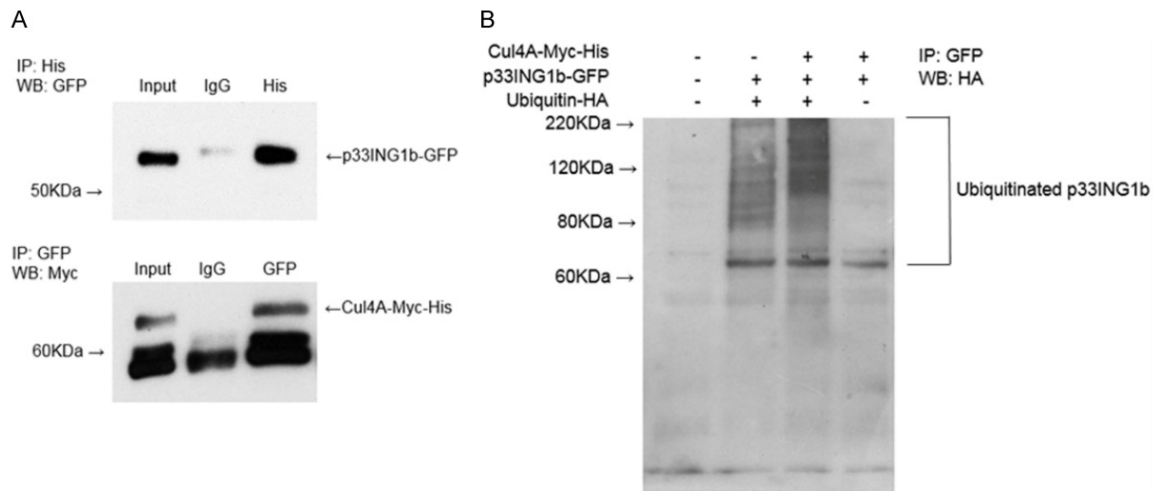 A
IP: His
WB: GFP
Input IgG His
←p33ING1b-GFP
50KDa →
IP: GFP
WB: Myc
Input IgG GFP
←Cul4A-Myc-His
60KDa →
B
Cul4A-Myc-His - - + + IP: GFP
p33ING1b-GFP - + + + WB: HA
Ubiquitin-HA - + + -
220KDa →
120KDa →
80KDa →
60KDa →
Ubiquitinated p33ING1b